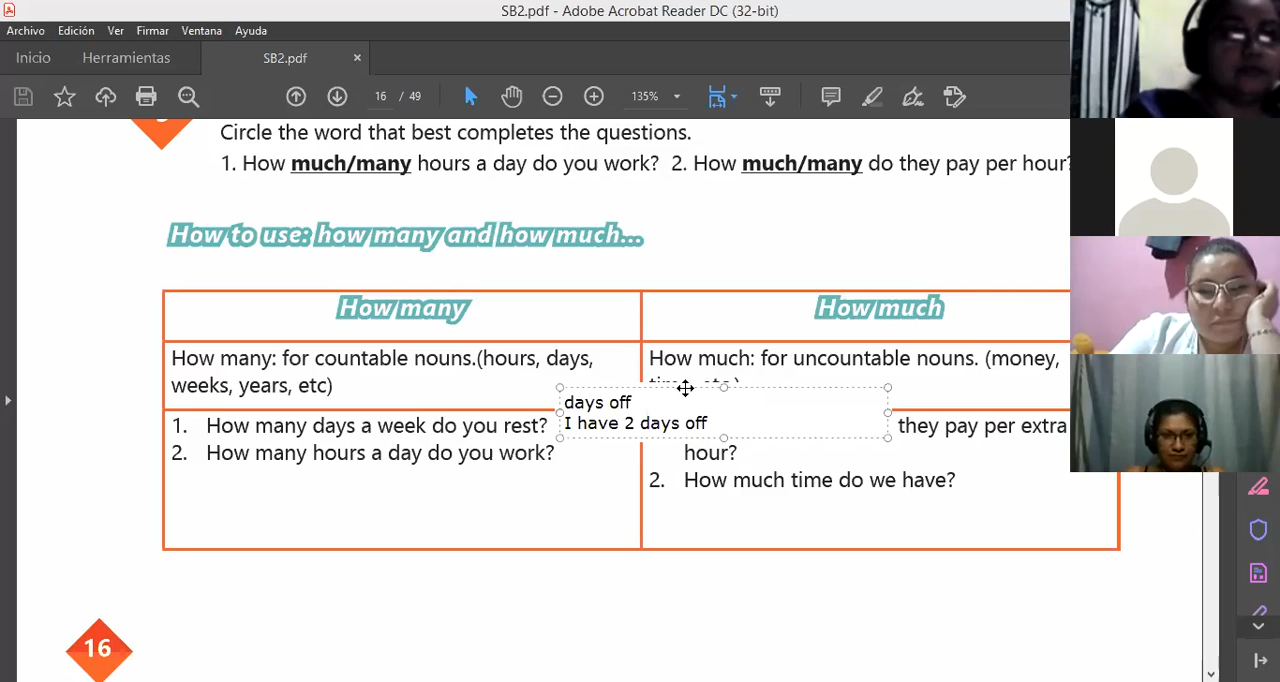 SB2.pdf - Adobe Acrobat Reader DC (32-bit)
Archivo Edición Ver Firmar Ventana Ayuda
Inicio Herramientas SB2.pdf ×
16 / 49 135%
Circle the word that best completes the questions.
1. How much/many hours a day do you work? 2. How much/many do they pay per hour?
How to use: how many and how much...
How many How much
How many: for countable nouns.(hours, days,
weeks, years, etc)
How much: for uncountable nouns. (money,
days off
I have 2 days off
1. How many days a week do you rest?
2. How many hours a day do you work?
they pay per extra
hour?
2. How much time do we have?
16